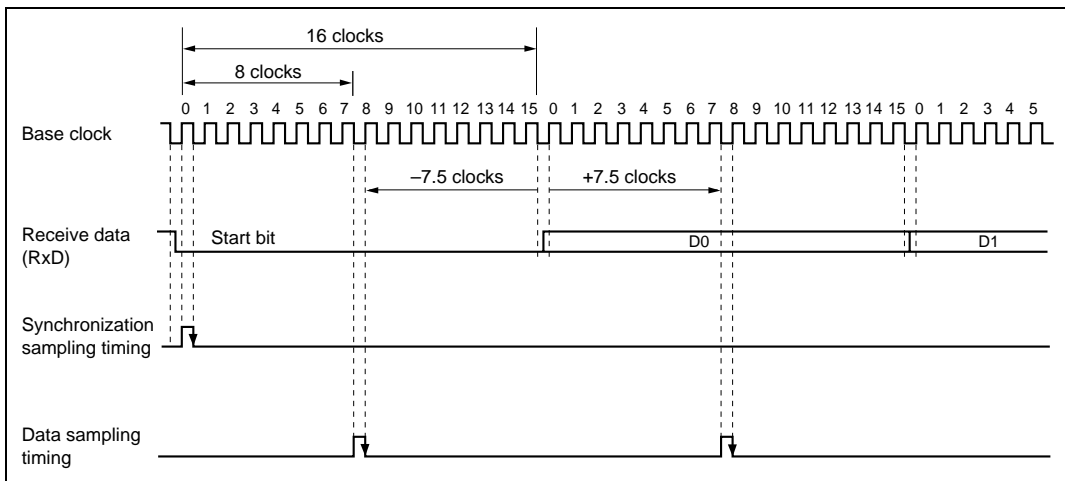 16 clocks
8 clocks
0 1 2 3 4 5 6 7 8 9 10 11 12 13 14 15 0 1 2 3 4 5 6 7 8 9 10 11 12 13 14 15 0 1 2 3 4 5
Base clock
–7.5 clocks
+7.5 clocks
Receive data
(RxD)
Start bit
D0
D1
Synchronization
sampling timing
Data sampling
timing